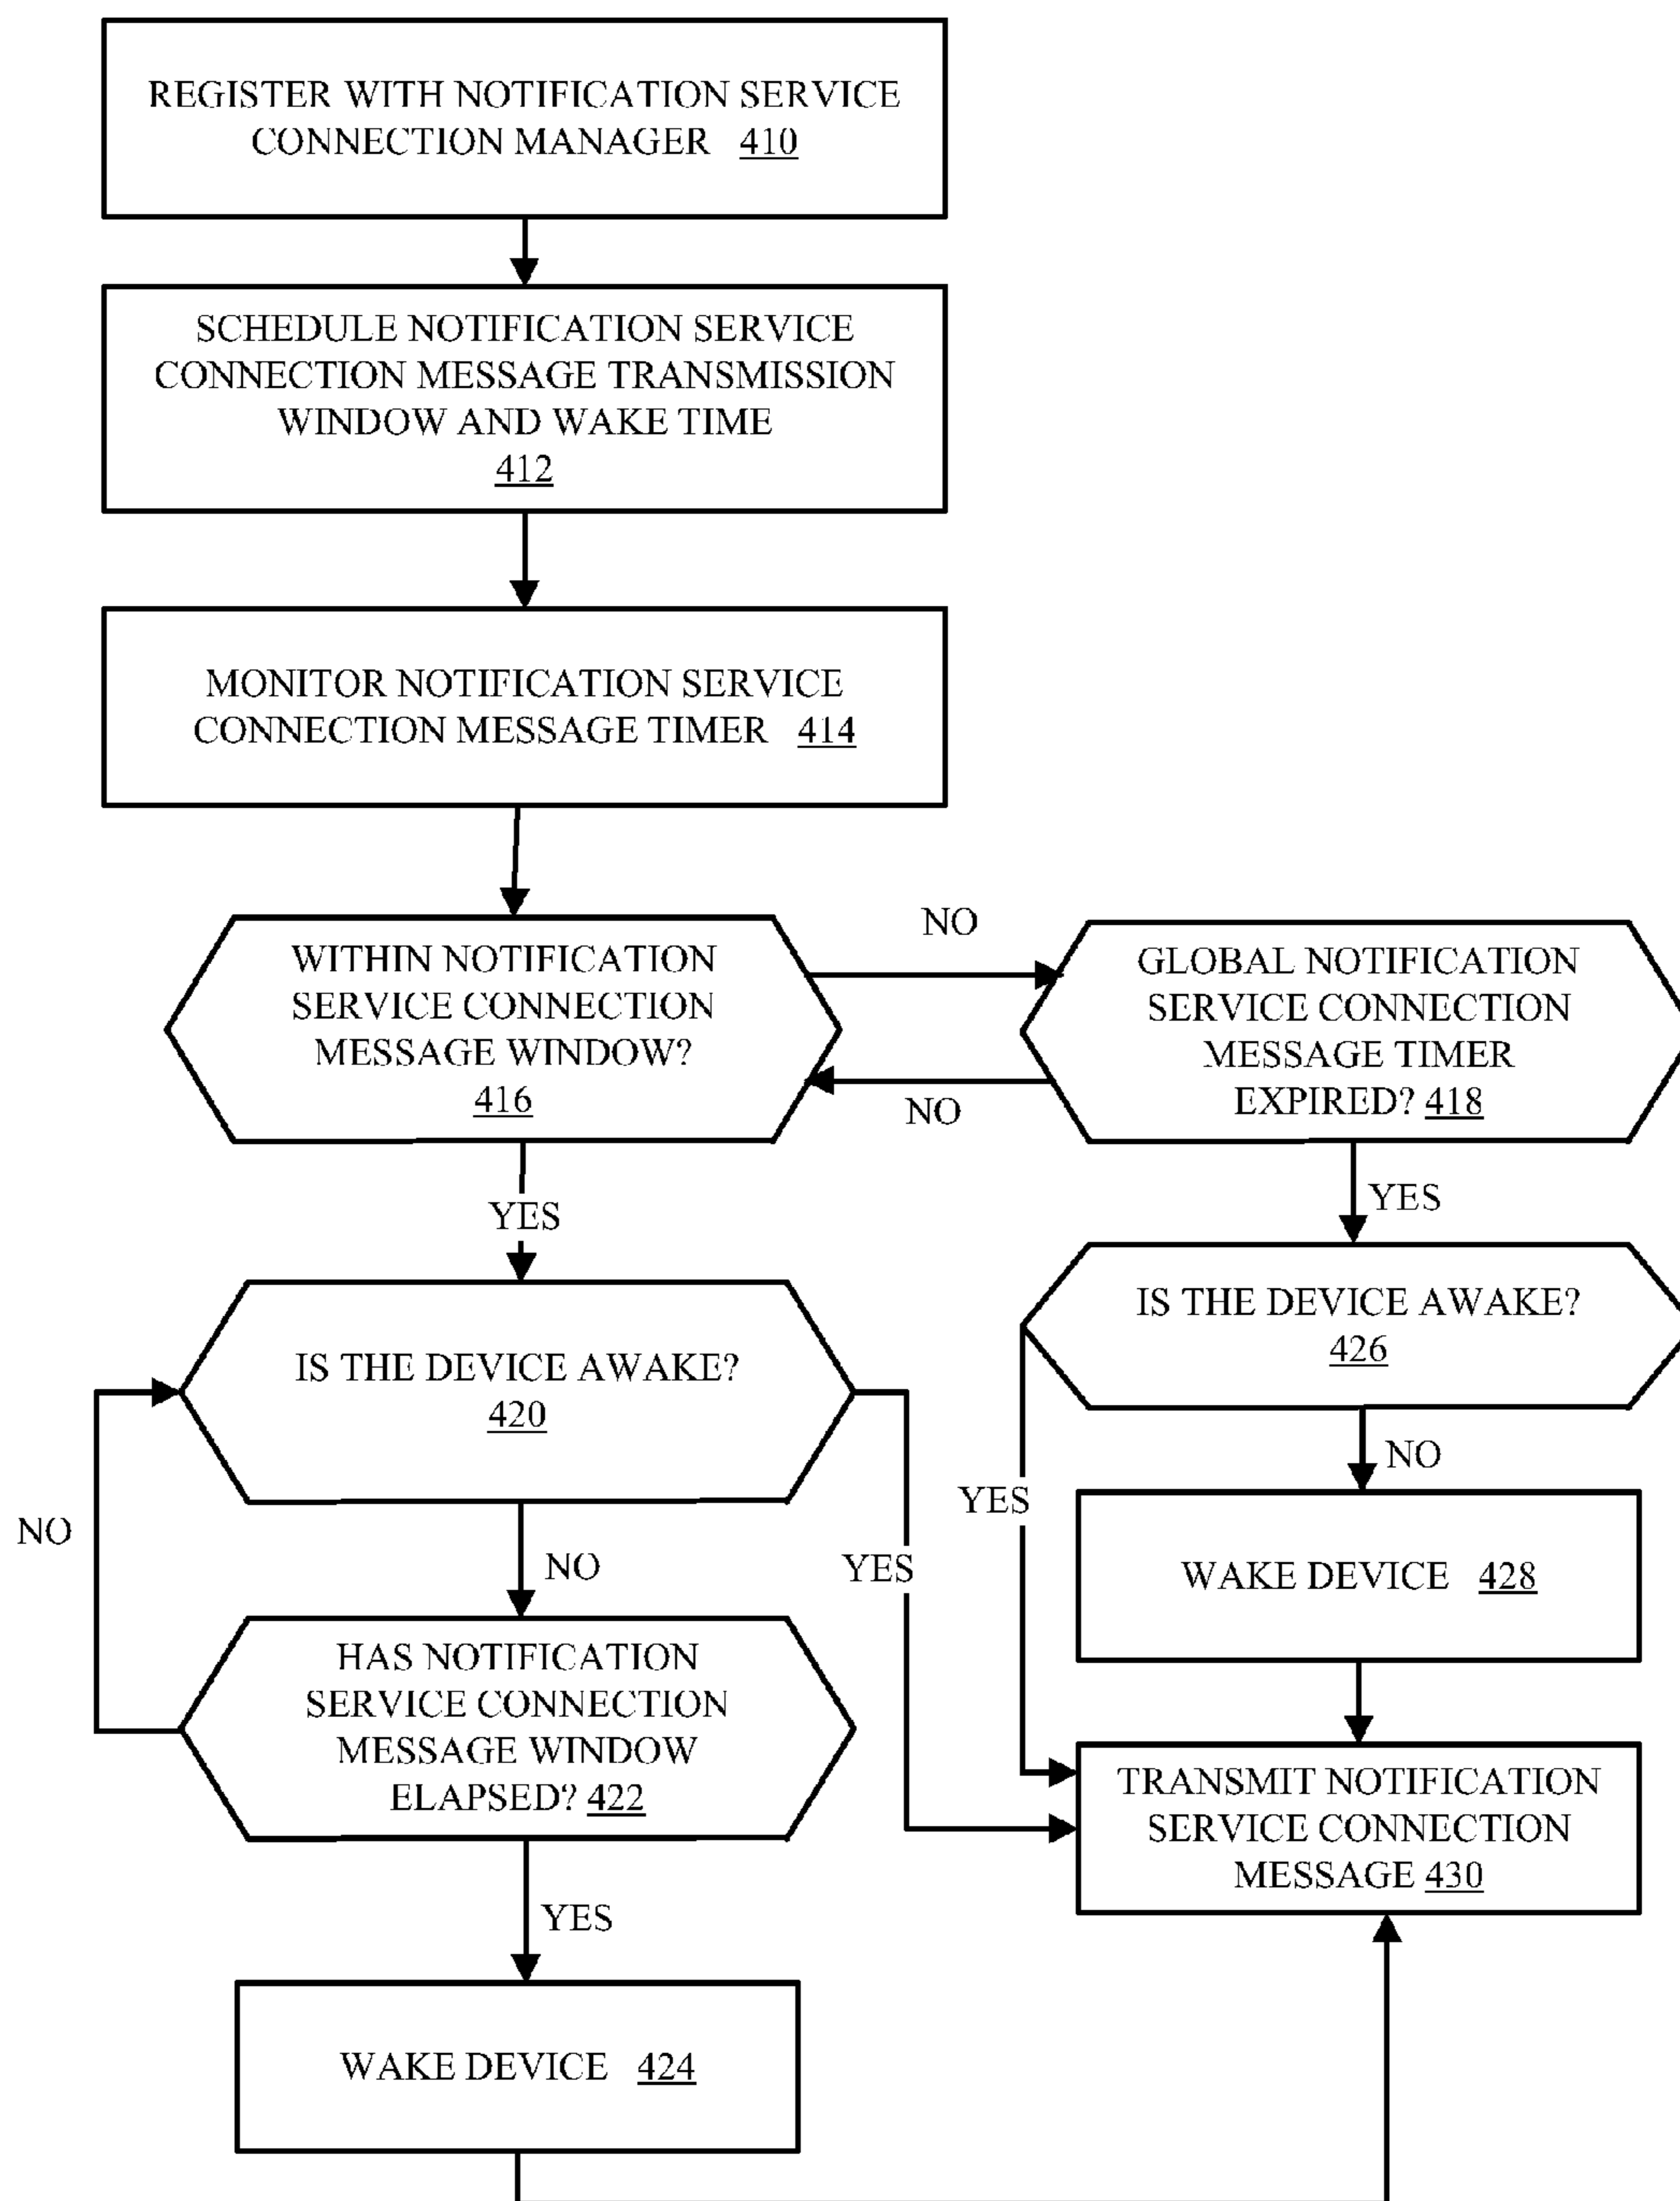 REGISTER WITH NOTIFICATION SERVICE
CONNECTION MANAGER 410
SCHEDULE NOTIFICATION SERVICE
CONNECTION MESSAGE TRANSMISSION
WINDOW AND WAKE TIME
412
MONITOR NOTIFICATION SERVICE
CONNECTION MESSAGE TIMER 414
WITHIN NOTIFICATION
SERVICE CONNECTION
MESSAGE WINDOW?
416
NO
NO
GLOBAL NOTIFICATION
SERVICE CONNECTION
MESSAGE TIMER
EXPIRED? 418
YES
YES
IS THE DEVICE AWAKE?
426
IS THE DEVICE AWAKE?
420
NO
YES
NO
NO
YES
WAKE DEVICE 428
HAS NOTIFICATION
SERVICE CONNECTION
MESSAGE WINDOW
ELAPSED? 422
TRANSMIT NOTIFICATION
SERVICE CONNECTION
MESSAGE 430
YES
WAKE DEVICE 424